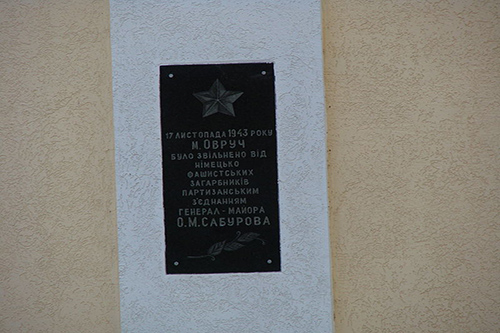 17 ЛИСТОПАДА 1943 РОКУ
М.ОВРУЧ
БУЛО ЗВІЛЬНЕНО ВІД
НІМЕЦЬКО
ФАШИСТСЬКИХ
ЗАГАРБНИКІВ
ПАРТИЗАНСЬКИМ
З'ЄДНАННЯМ
ГЕНЕРАЛ - МАЙОРА
О.М.САБУРОВА